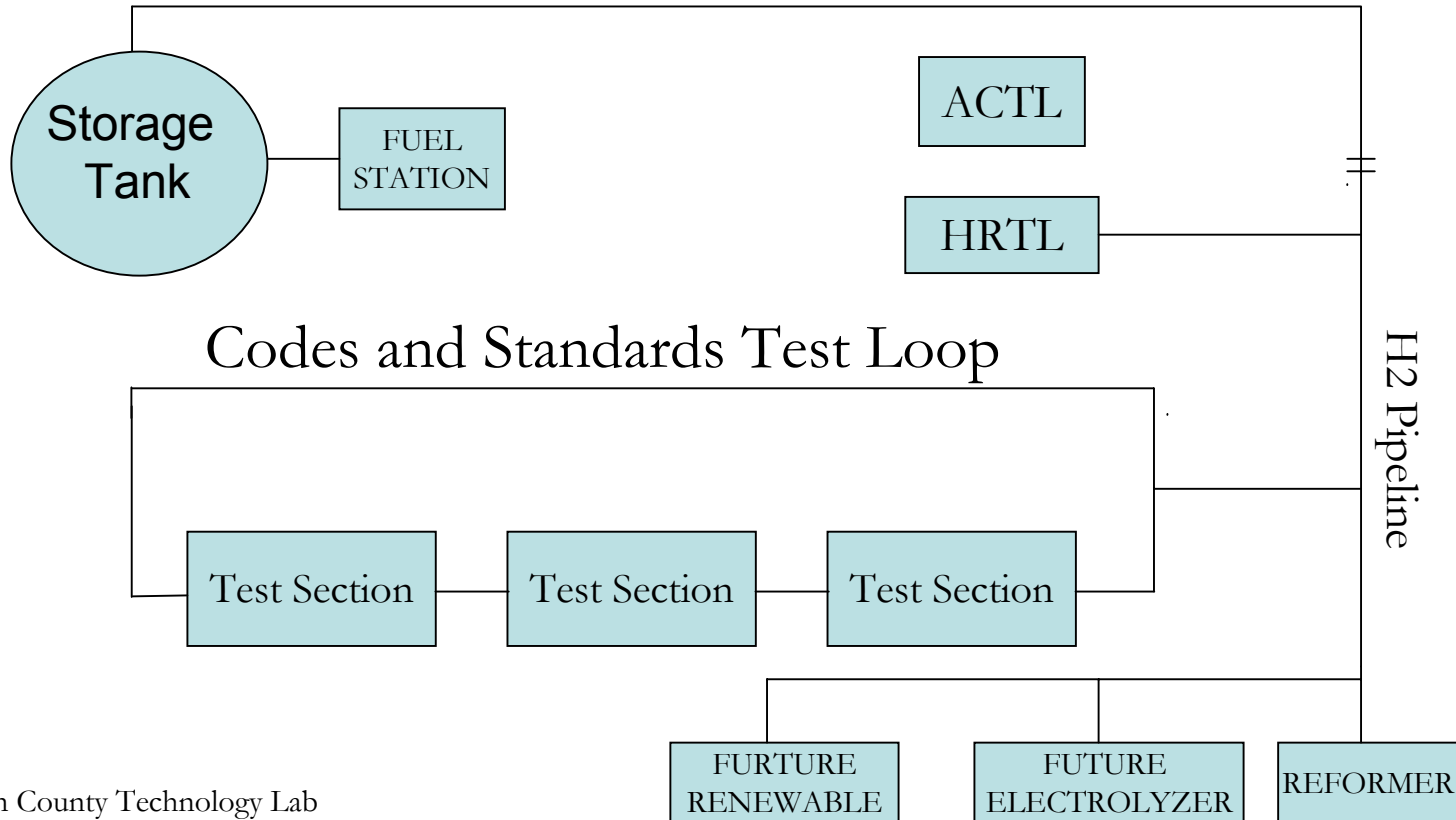 Storage
Tank
FUEL
STATION
ACTL
HRTL
Codes and Standards Test Loop
H2 Pipeline
Test Section
Test Section
Test Section
FURTURE
RENEWABLE
FUTURE
ELECTROLYZER
REFORMER
County Technology Lab